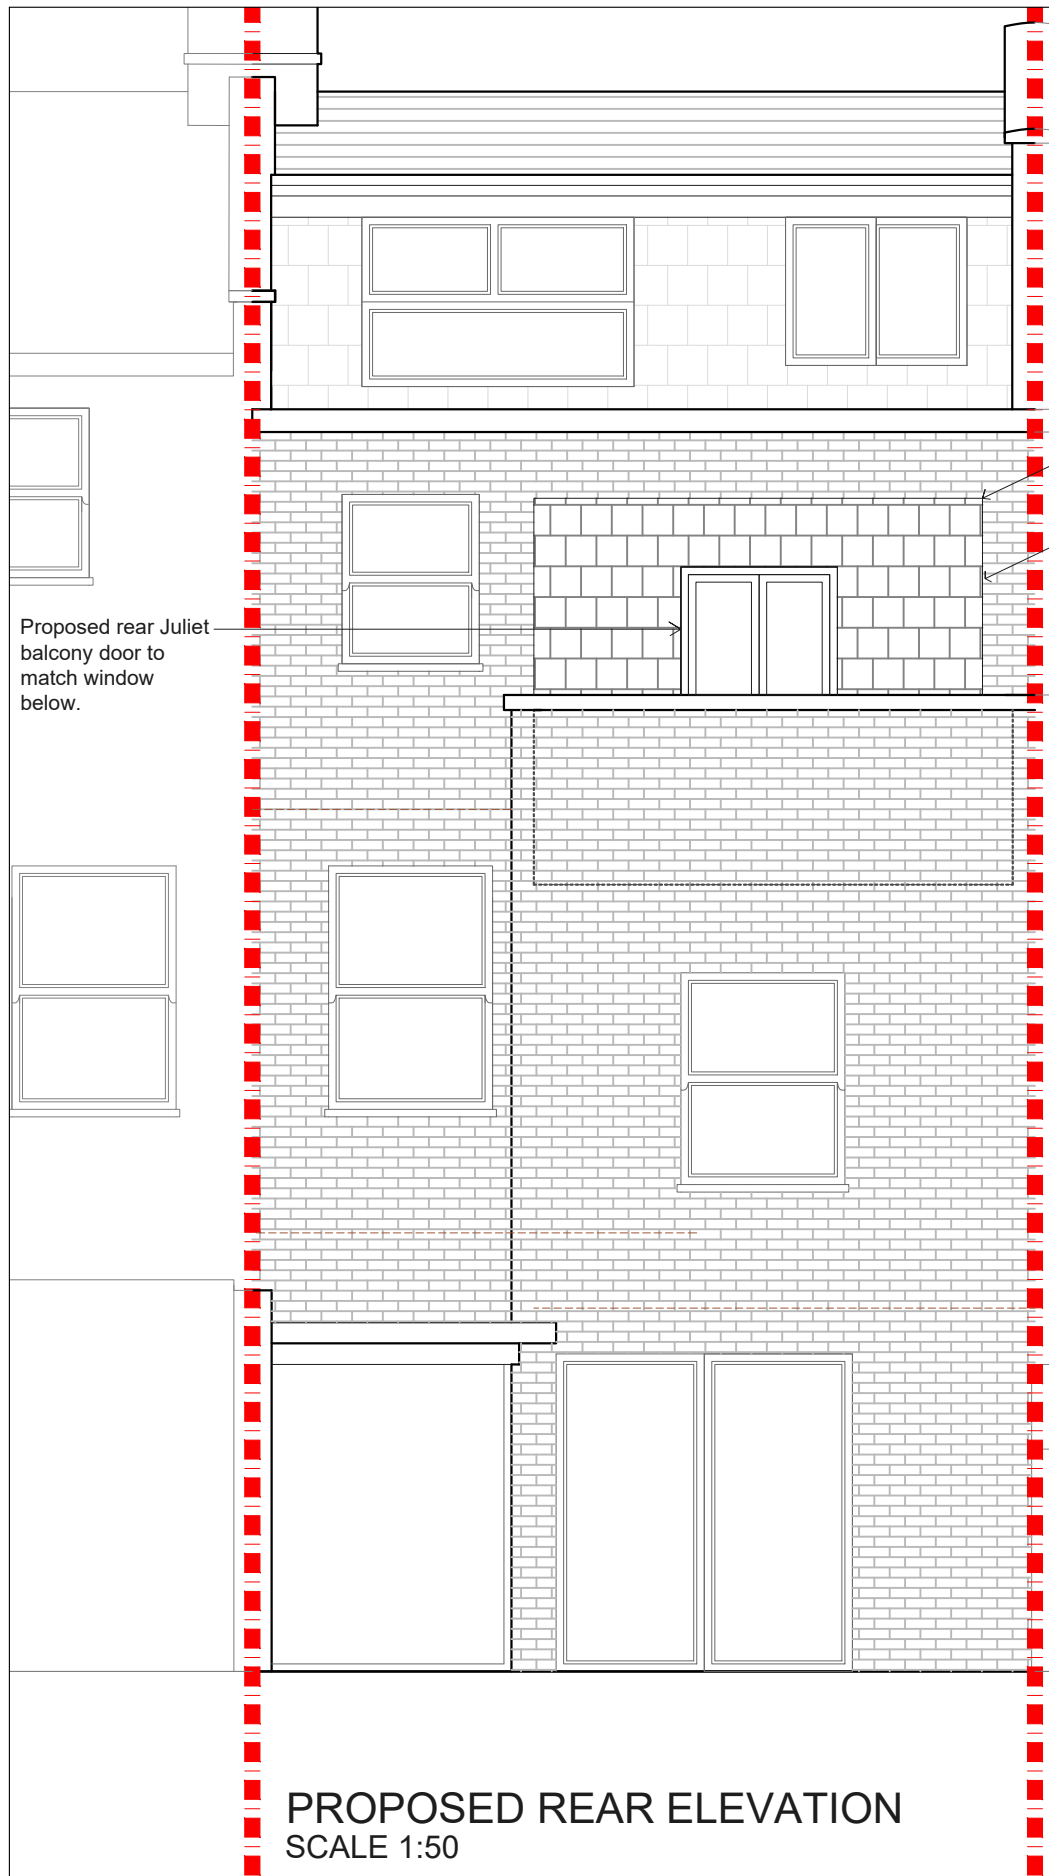 Proposed rear Juliet
balcony door to
match window
below.
PROPOSED REAR ELEVATION
SCALE 1:50